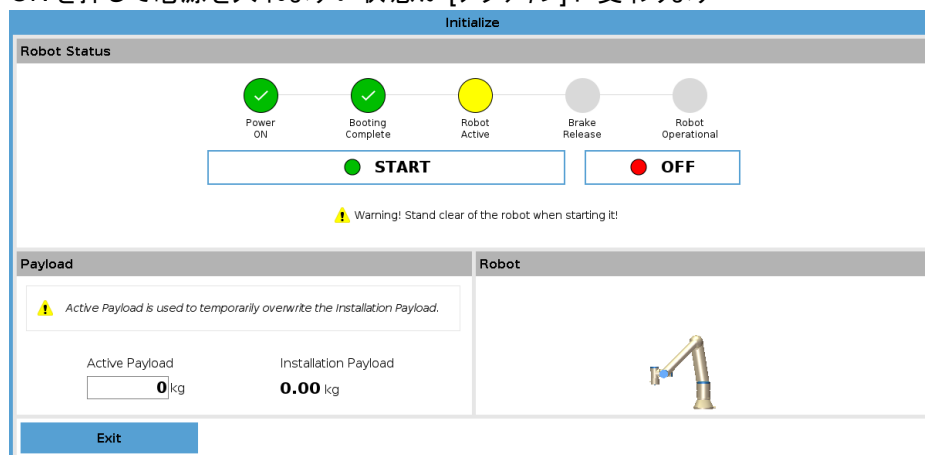 Initialize
Robot Status
Power
ON
Booting
Complete
Robot
Active
Brake
Release
Robot
Operational
START
OFF
Warning! Stand clear of the robot when starting it!
Payload
Robot
Active Payload is used to temporarily overwrite the Installation Payload.
Active Payload
Installation Payload
0 kg
0.00 kg
Exit